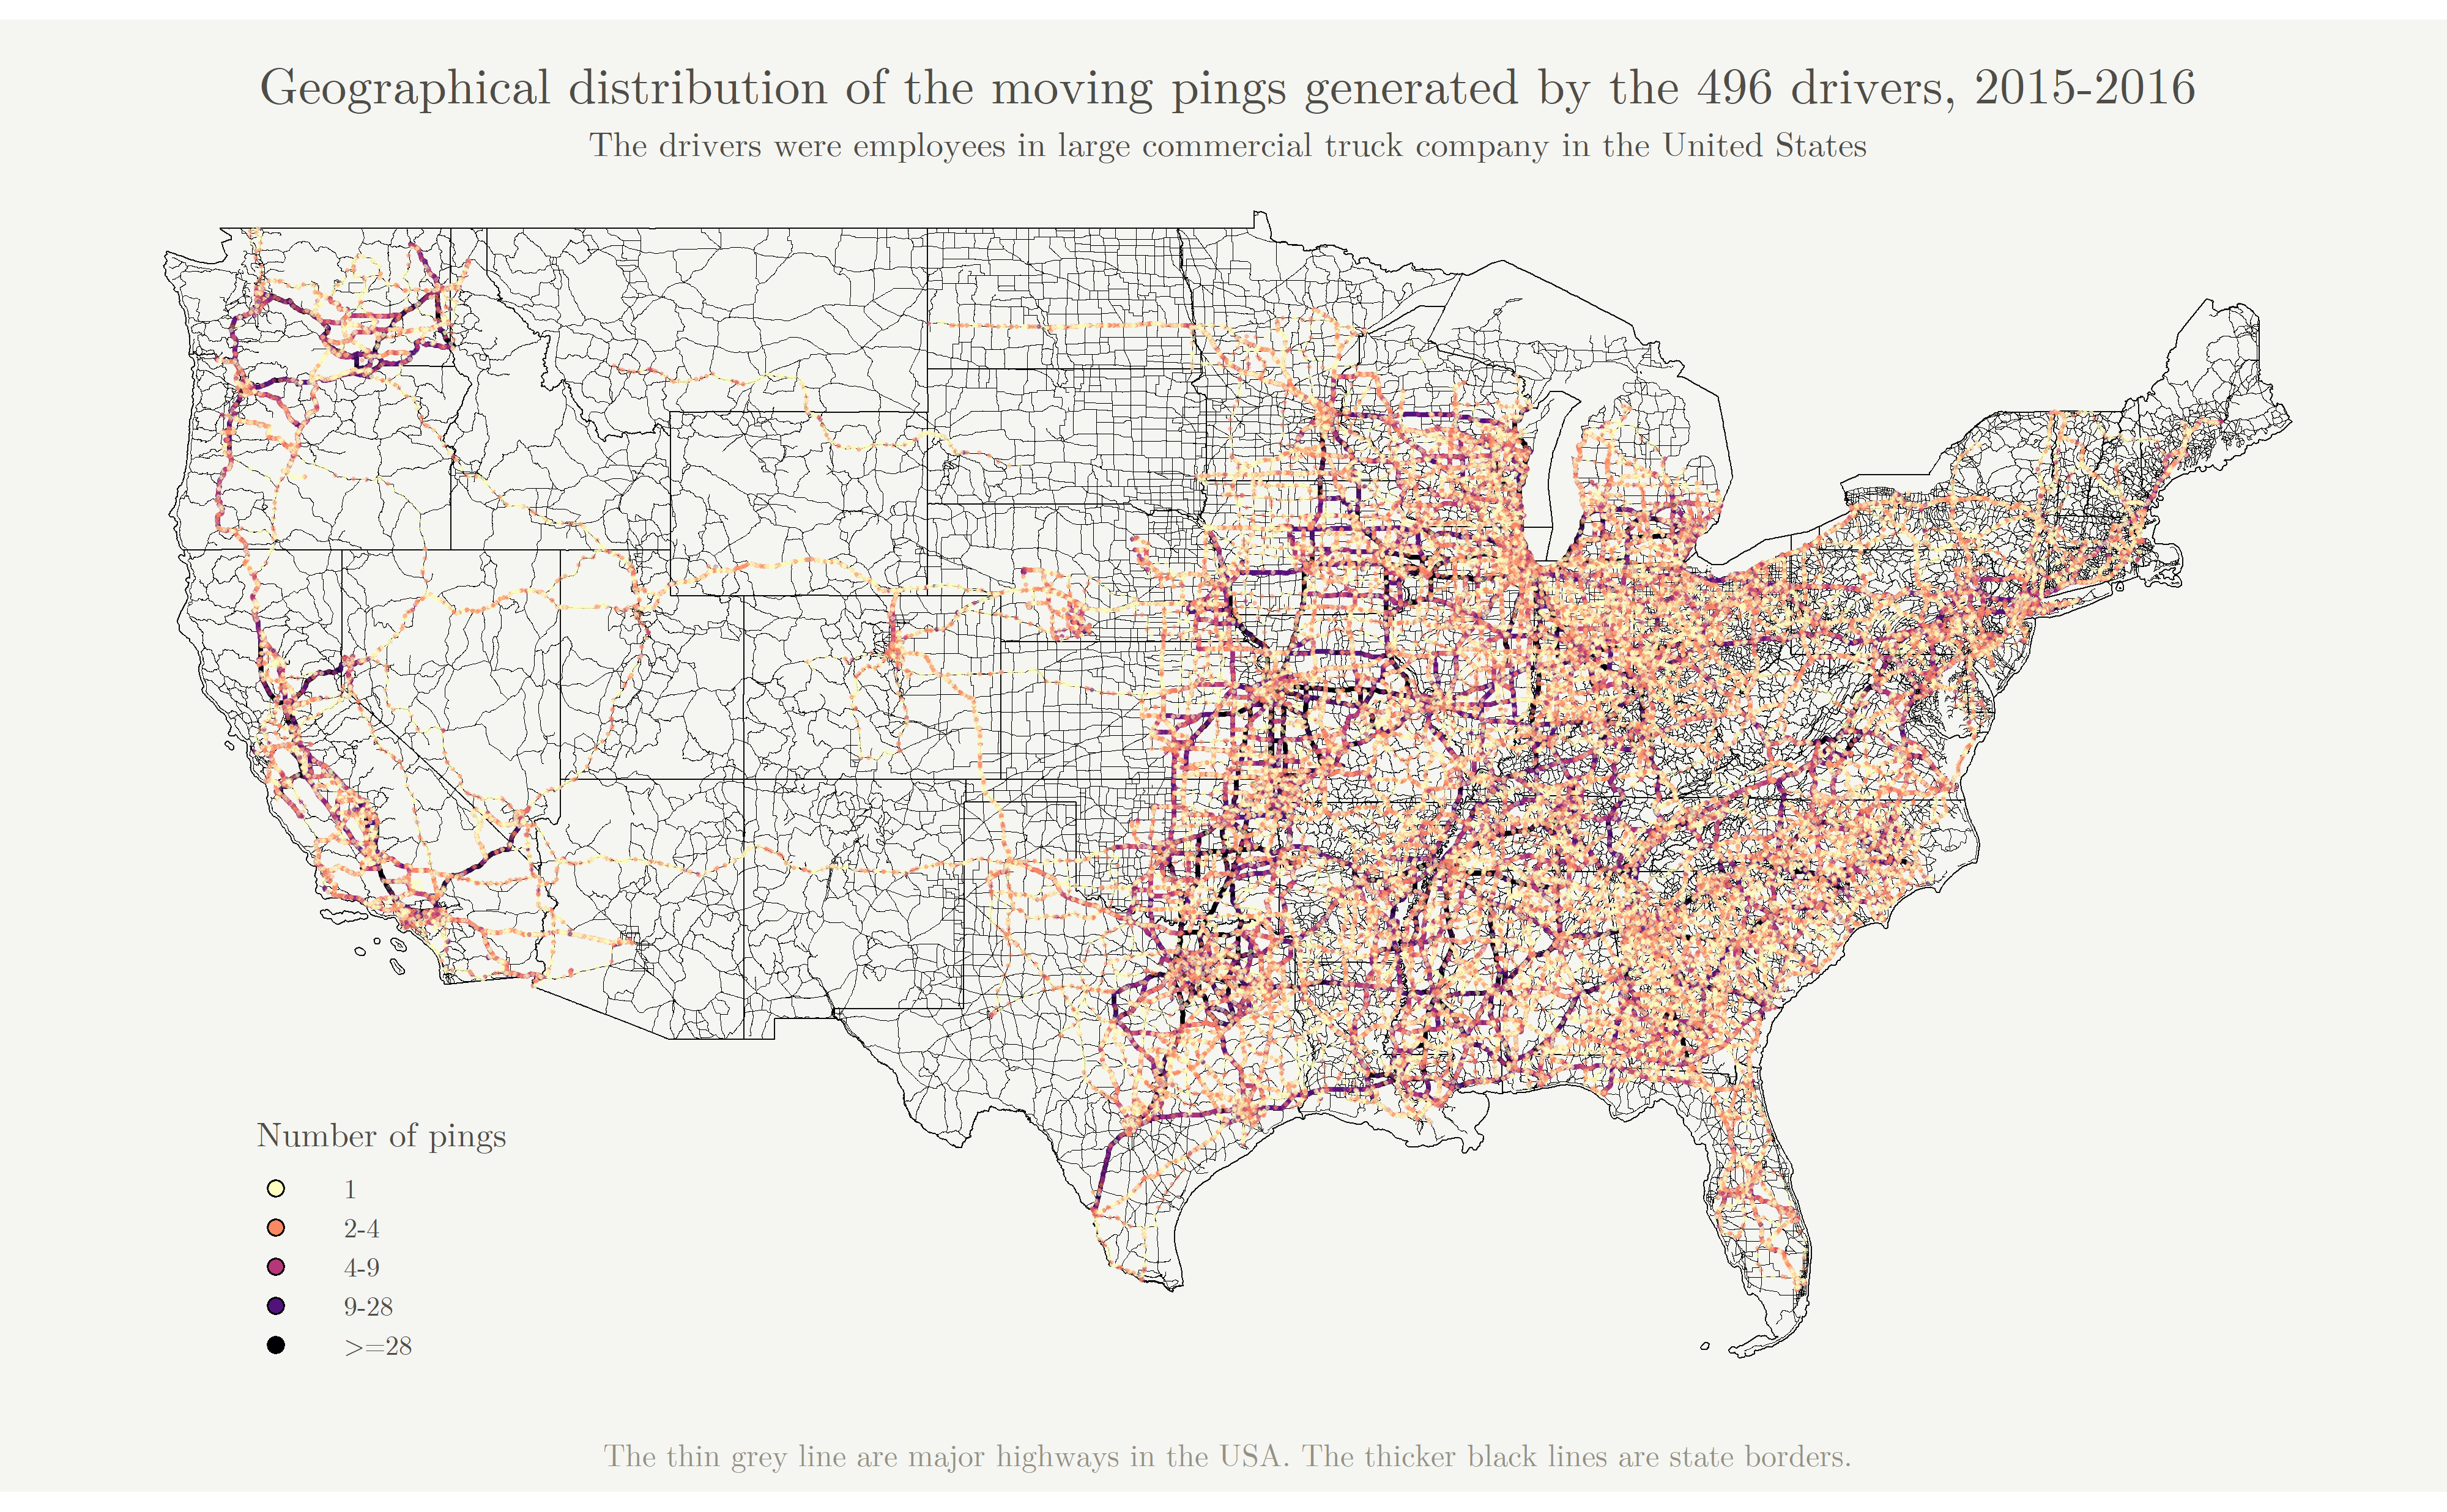 Geographical distribution of the moving pings generated by the 496 drivers, 2015-2016
The drivers were employees in large commercial truck company in the United States
Number of pings
1
2-4
4-9
9-28
>=28
The thin grey line are major highways in the USA. The thicker black lines are state borders.